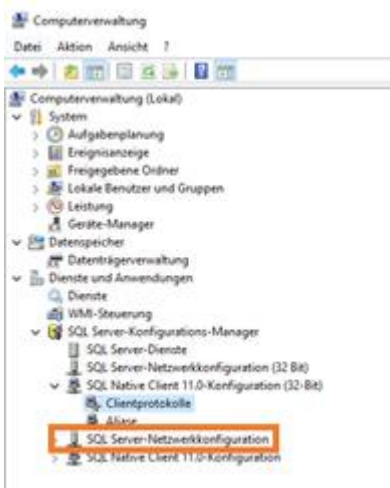 Computerverwaltung
Datei Aktion Ansicht ?
Computerverwaltung (Lokal)
System
Aufgabenplanung
Ereignisanzeige
Freigegebene Ordner
Lokale Benutzer und Gruppen
Leistung
Geräte-Manager
Datenspeicher
Datenträgerverwaltung
Dienste und Anwendungen
Dienste
WMI-Steuerung
SQL Server-Konfigurations-Manager
SQL Server-Dienste
SQL Server-Netzwerkkonfiguration (32 Bit)
SQL Native Client 11.0-Konfiguration (32-Bit)
Clientprotokolle
Aliase
SQL Server-Netzwerkkonfiguration
SQL Native Client 11.0-Konfiguration